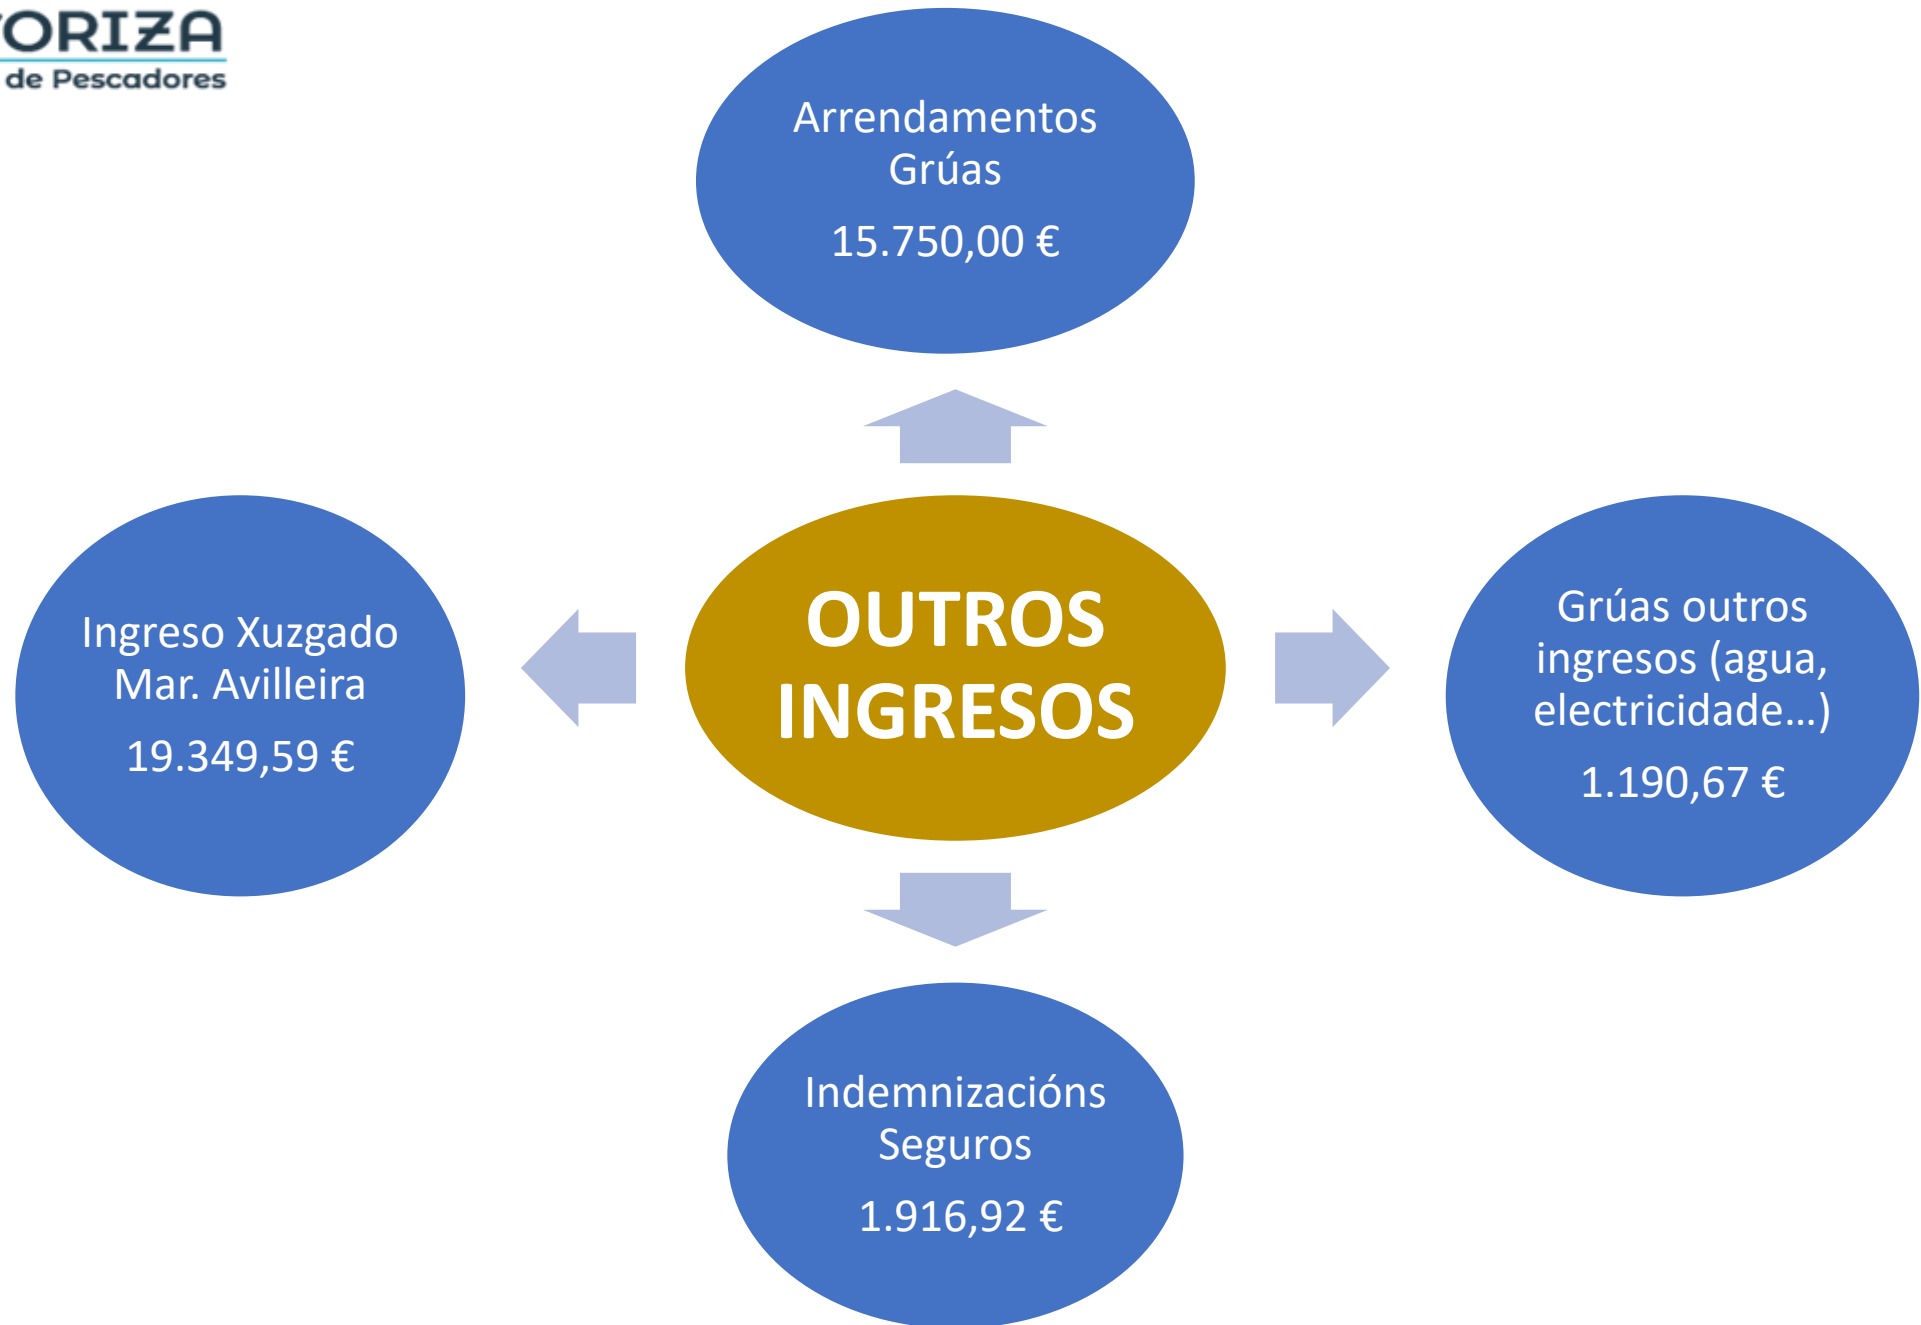 ORIZA
de Pescadores
Arrendamentos
Grúas
15.750,00 €
Ingreso Xuzgado
Mar. Avilleira
19.349,59 €
OUTROS
INGRESOS
Grúas outros
ingresos (agua,
electricidade…)
1.190,67 €
Indemnizacións
Seguros
1.916,92 €